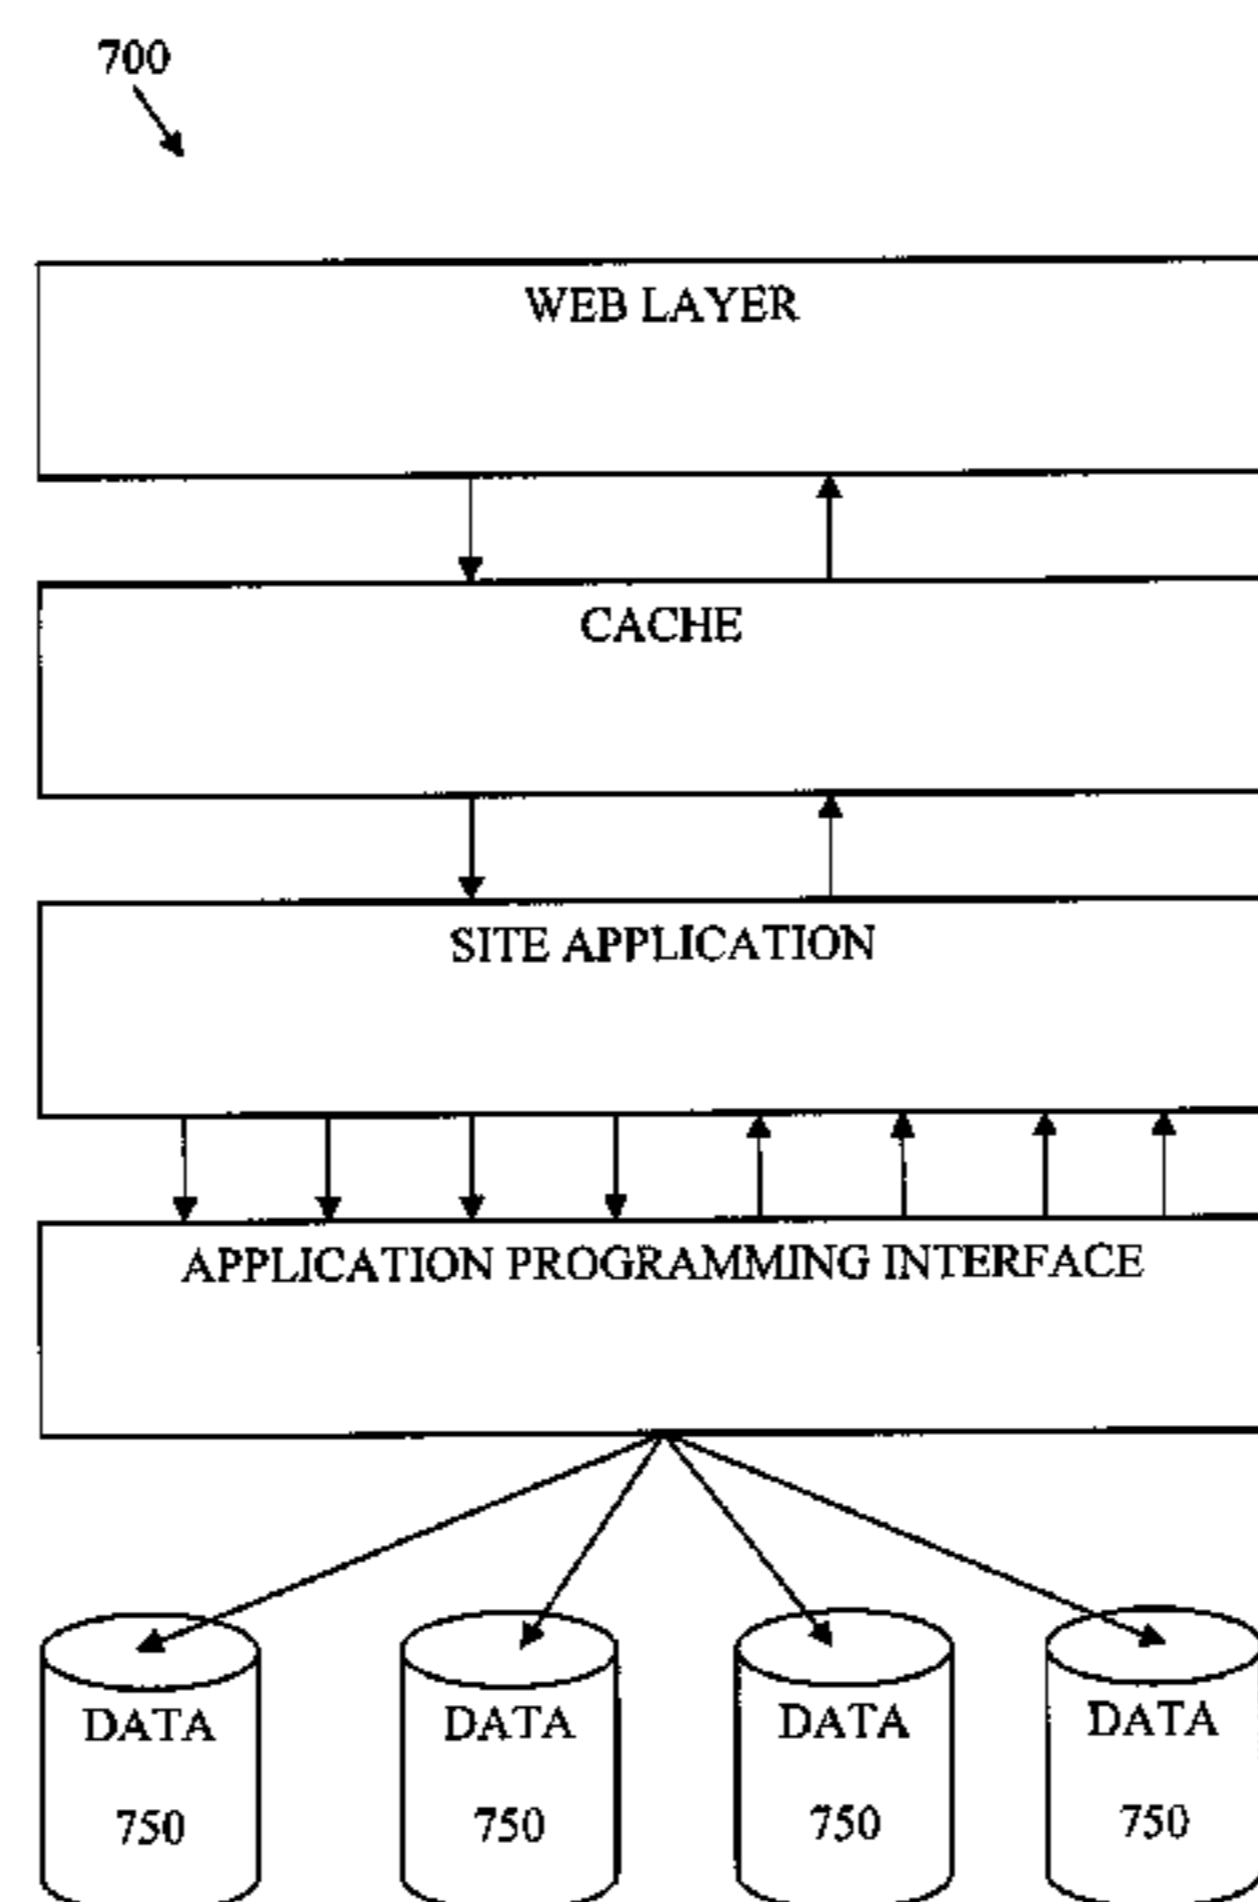 700
WEB LAYER
CACHE
SITE APPLICATION
APPLICATION PROGRAMMING INTERFACE
DATA DATA DATA DATA
750 750 750 750